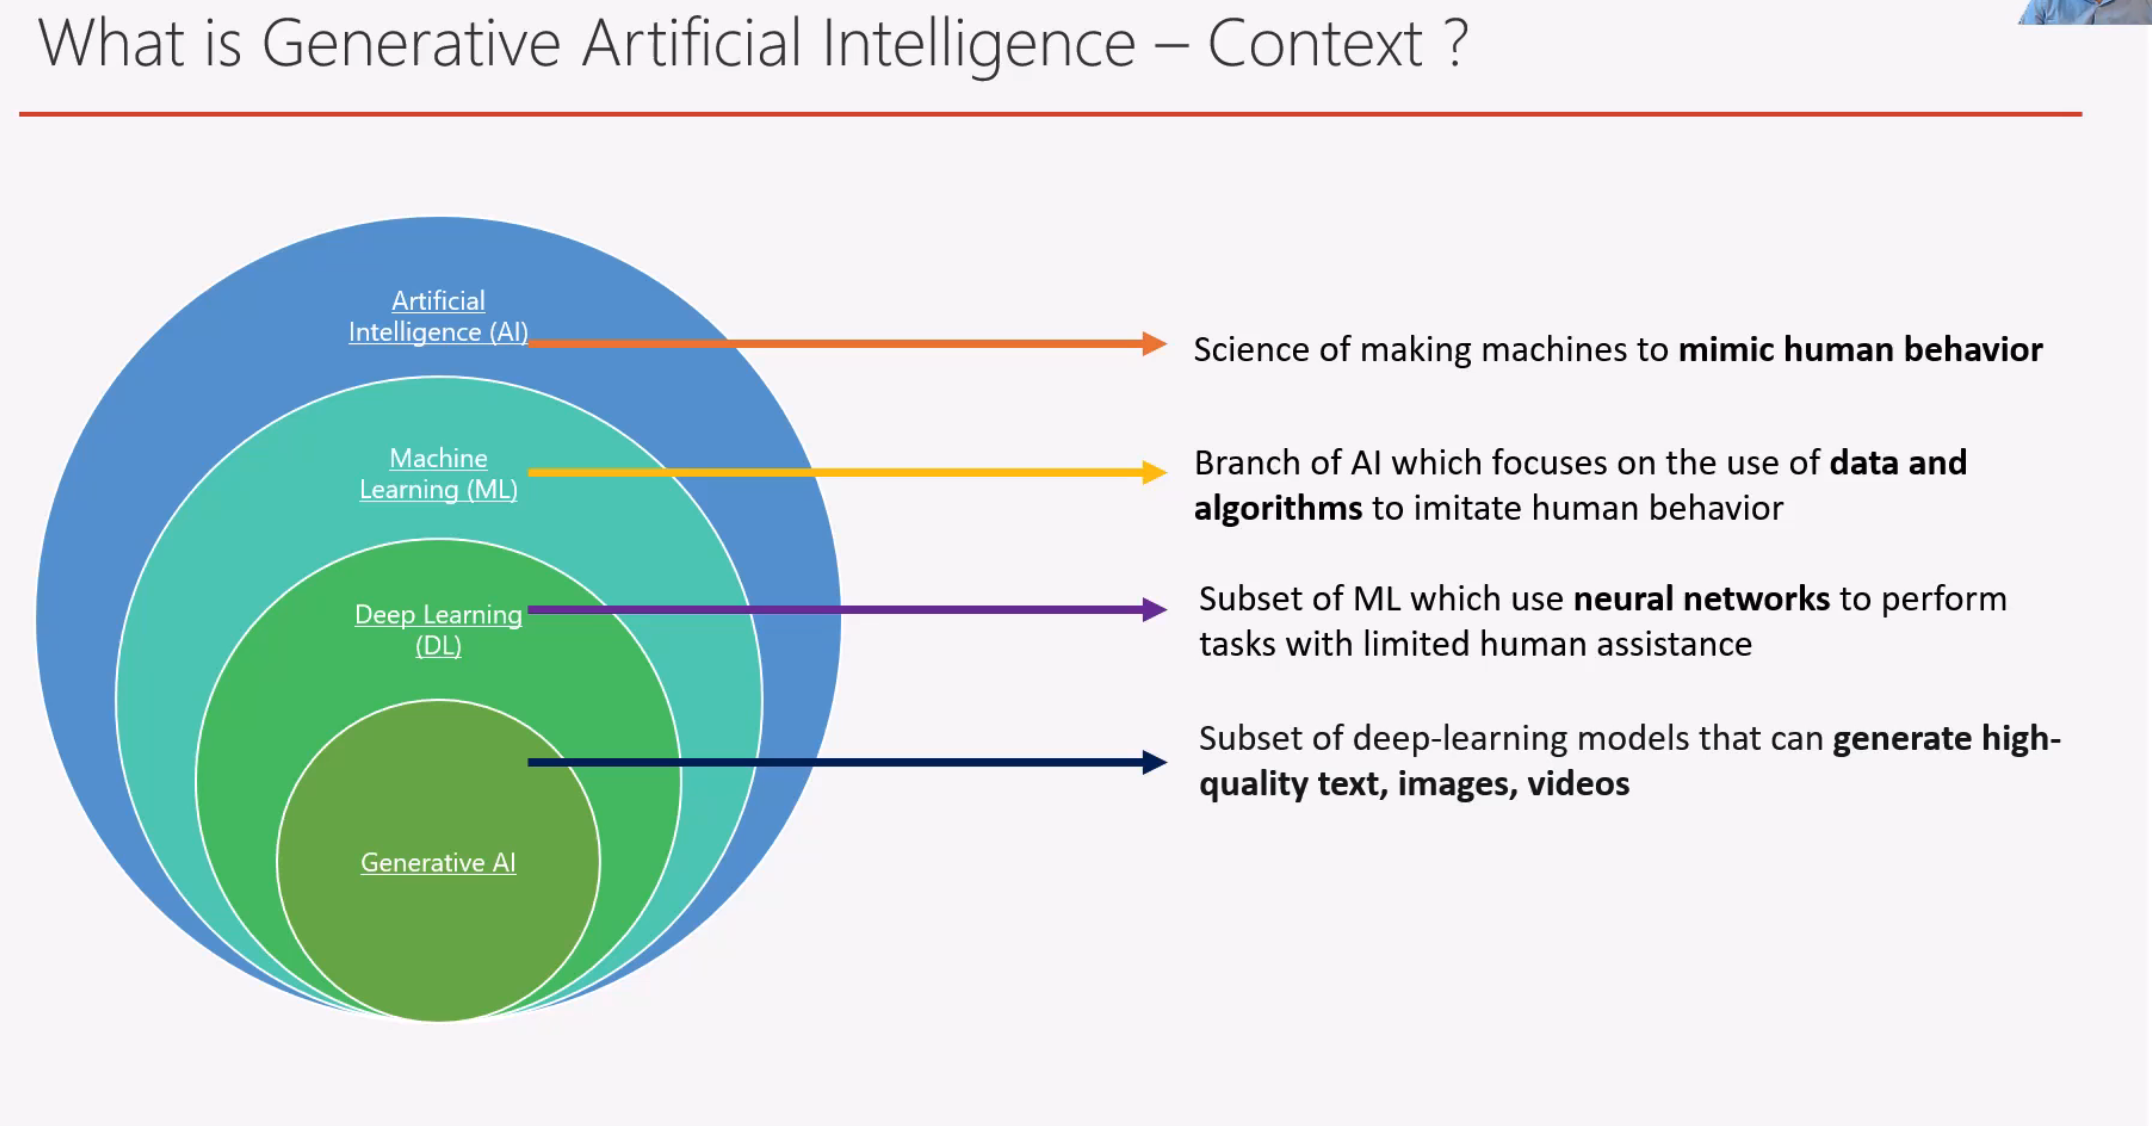 What is Generative Artificial Intelligence – Context ?
Artificial
Intelligence (AI)
Science of making machines to mimic human behavior
Machine
Learning (ML)
Branch of AI which focuses on the use of data and
algorithms to imitate human behavior
Deep Learning
(DL)
Subset of ML which use neural networks to perform
tasks with limited human assistance
Generative AI
Subset of deep-learning models that can generate high-
quality text, images, videos